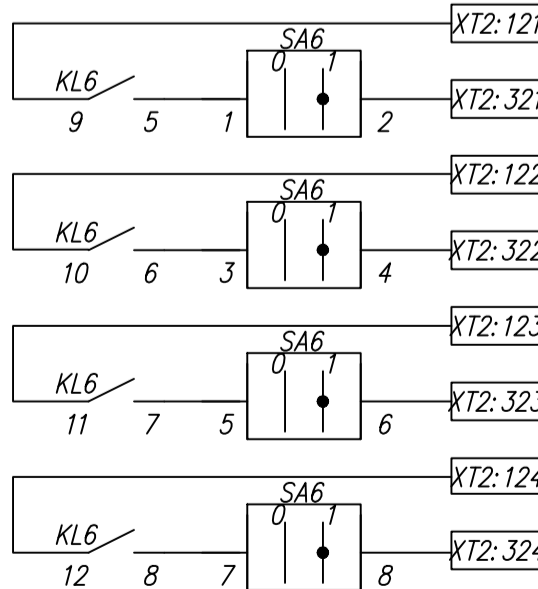 SA6
XT2:121
0 1
KL6
XT2:321
9 5 1 2
SA6
XT2:122
0 1
KL6
XT2:322
10 6 3 4
SA6
XT2:123
0 1
KL6
XT2:323
11 7 5 6
SA6
XT2:124
0 1
KL6
XT2:324
12 8 7 8